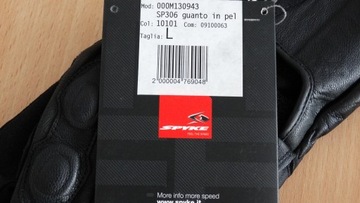 Mod: 000M130943
SP306 guanto in pel
Col: 10101 Com: 09100063
Taglia: L
2"000004"769048"
SPYKE
More info more speed
www.spyke.it